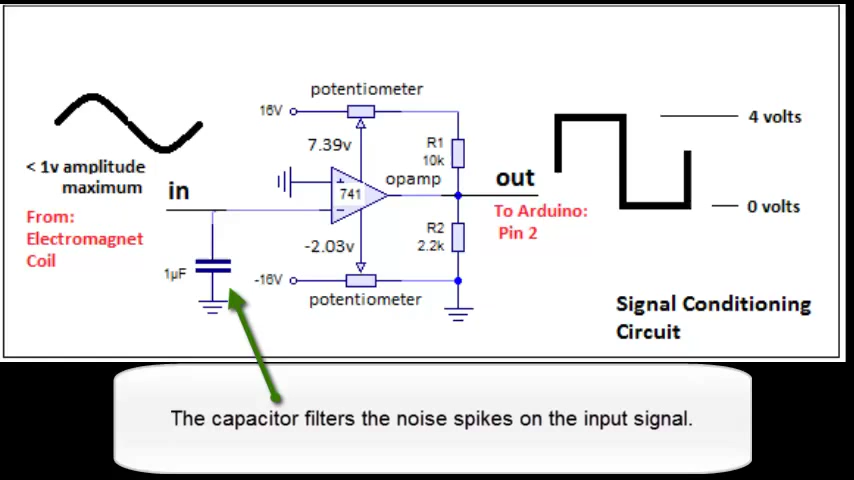 potentiometer
16V
7.39v
R1
10k
4 volts
< 1v amplitude
maximum
in
+
741
-
opamp
out
From:
Electromagnet
Coil
To Arduino:
Pin 2
0 volts
R2
2.2k
-2.03v
1µF
-16V
potentiometer
Signal Conditioning
Circuit
The capacitor filters the noise spikes on the input signal.